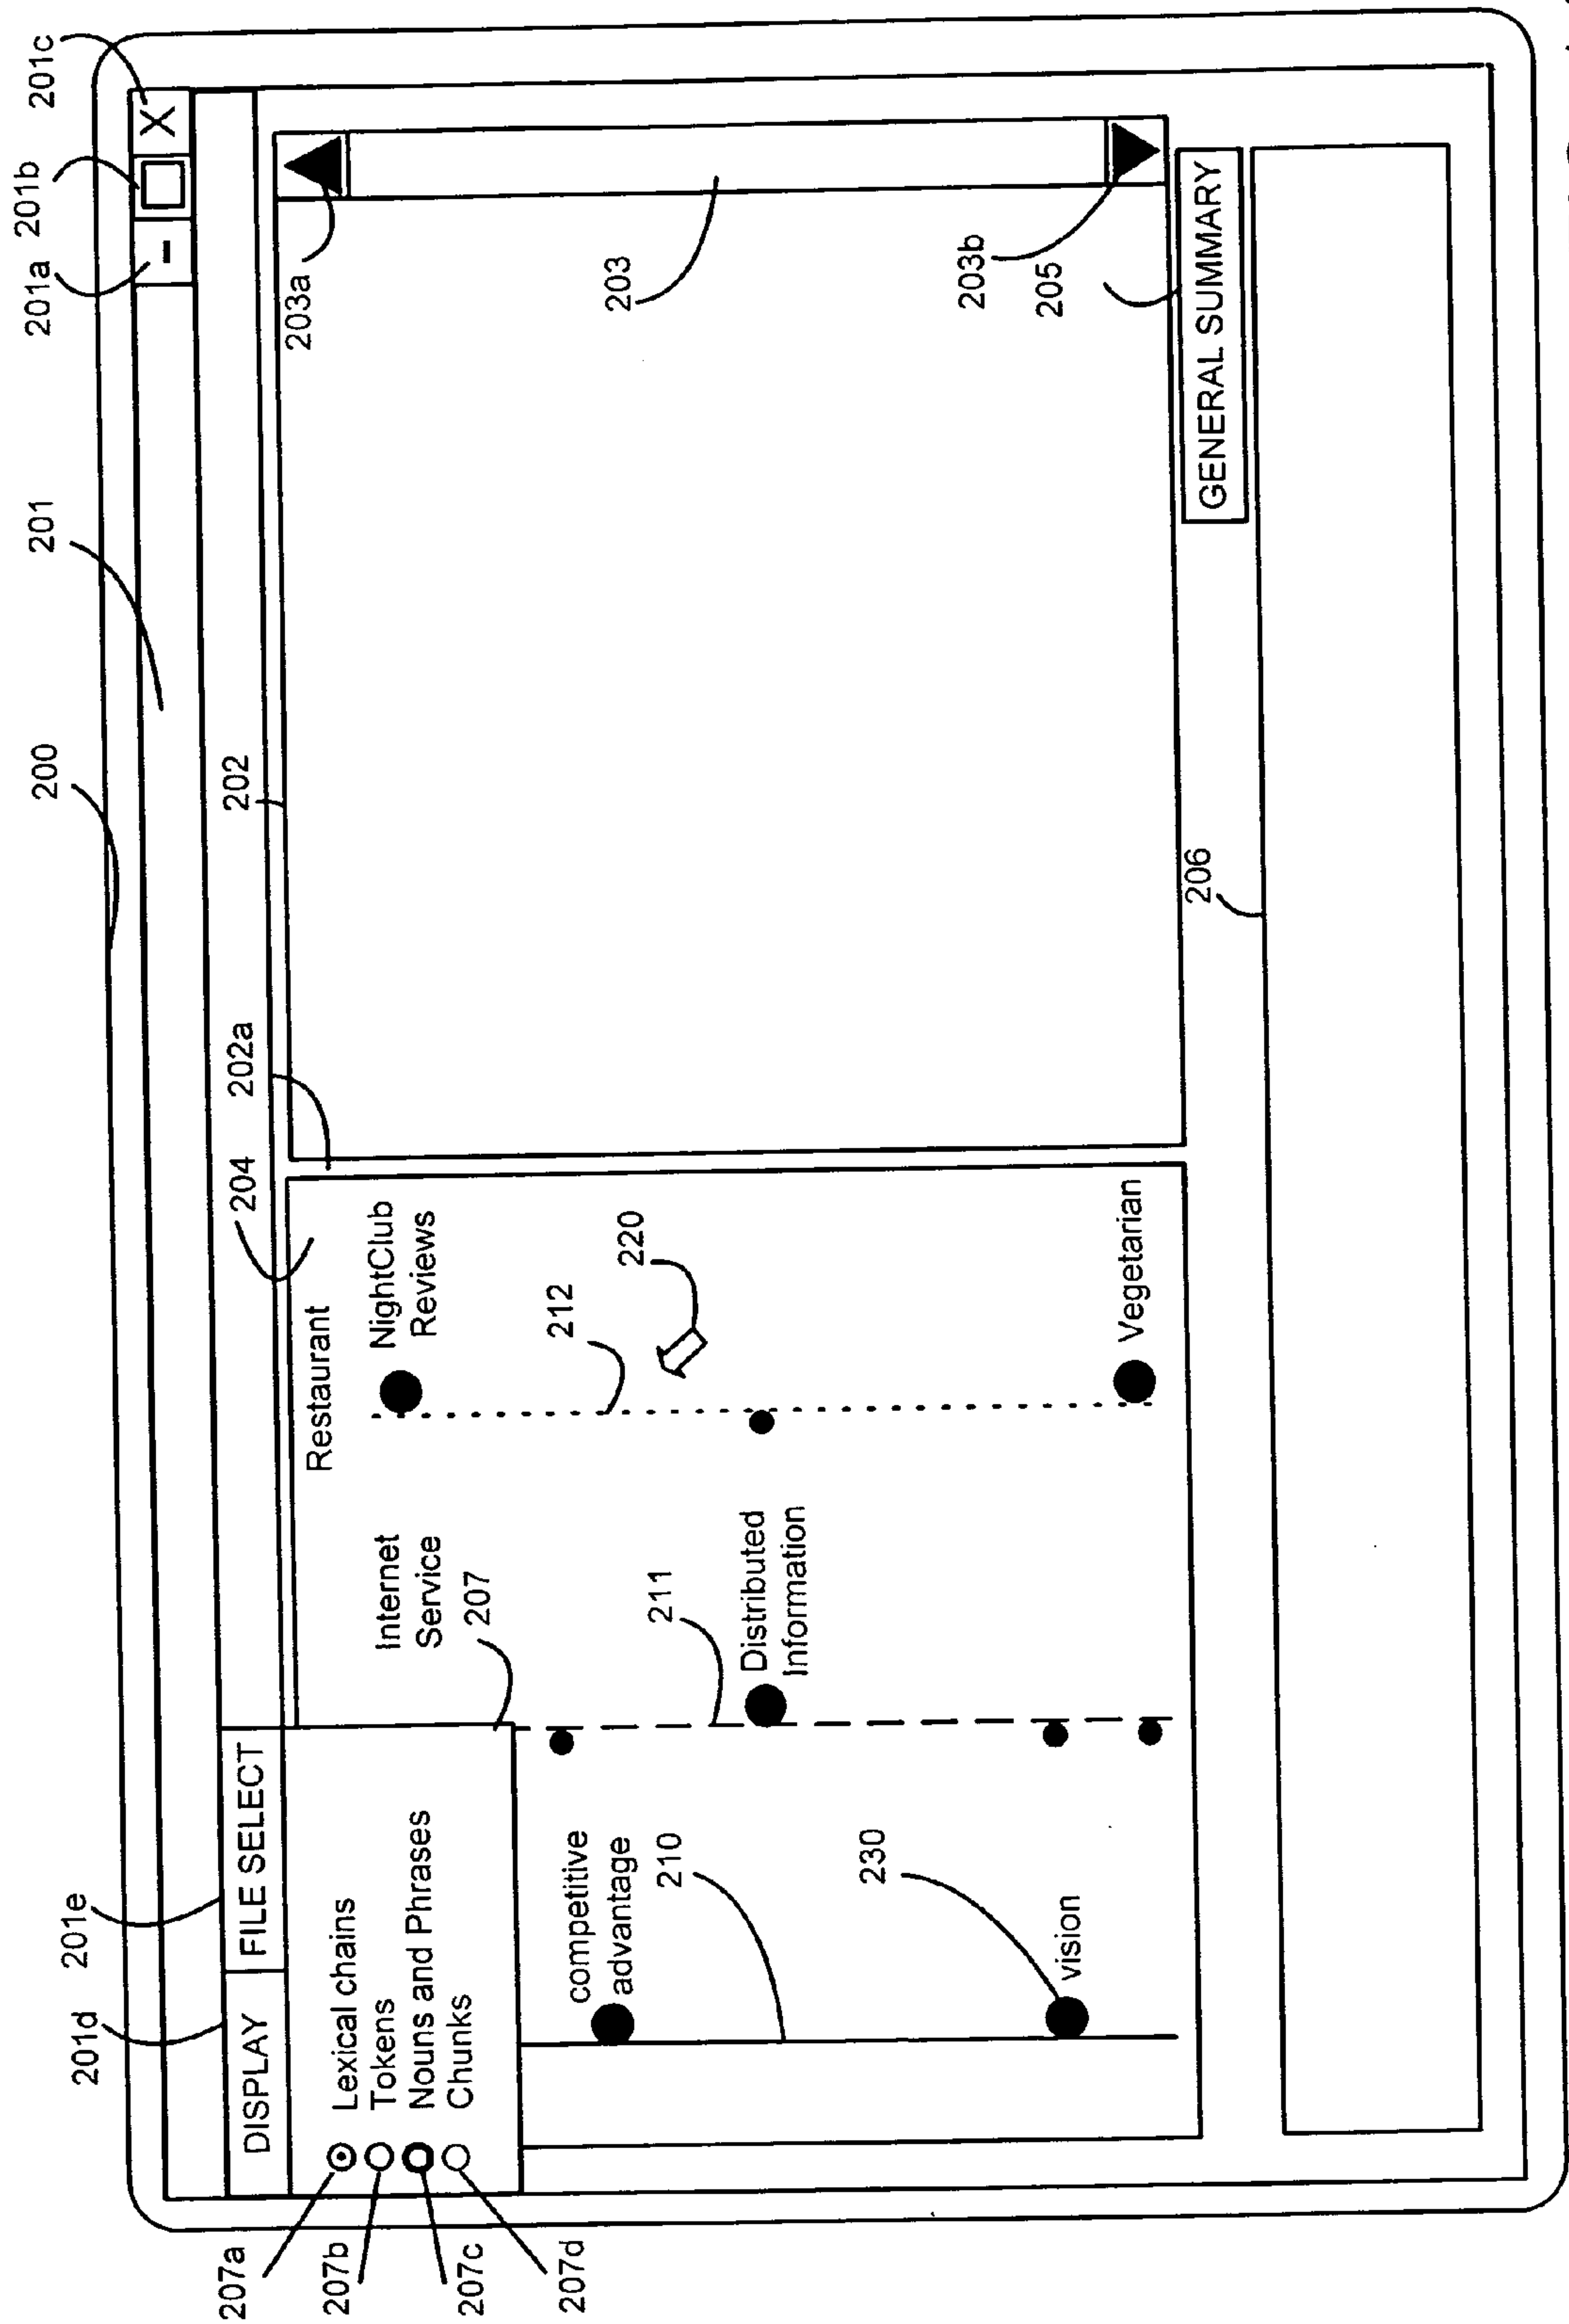 200
201
201a
201b
201c
201d
201e
DISPLAY
FILE SELECT
202
202a
204
207a
207b
207c
207d
Lexical chains
Tokens
Nouns and Phrases
Chunks
Internet
Service
207
Restaurant
NightClub
Reviews
203a
competitive
advantage
210
211
212
220
203
Distributed
Information
230
vision
Vegetarian
203b
205
GENERAL SUMMARY
206